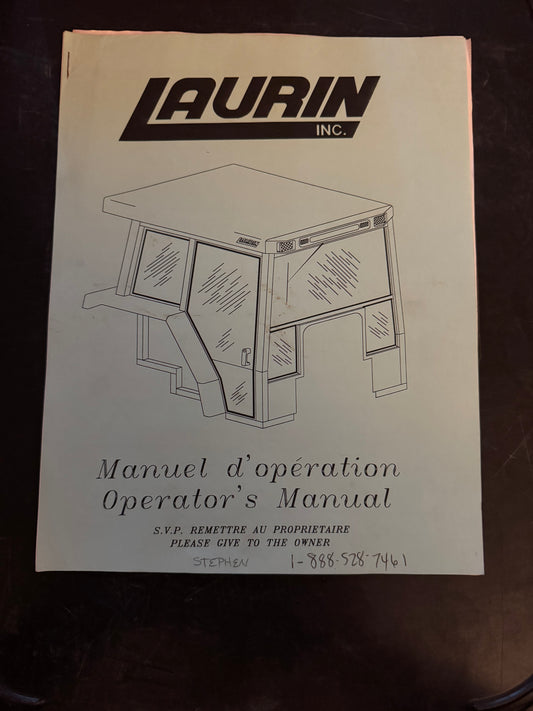 LAURIN
INC.
LAURIN
Manuel d'opération
Operator's Manual
S.V.P. REMETTRE AU PROPRIETAIRE
PLEASE GIVE TO THE OWNER
STEPHEN 1-888-528-7461